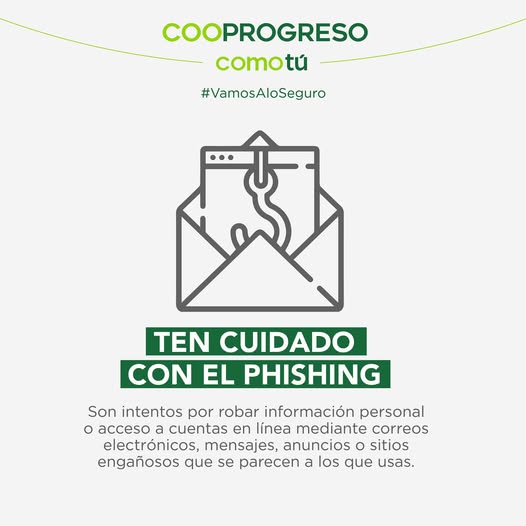 COOPROGRESO
comotú
#VamosAloSeguro
TEN CUIDADO
CON EL PHISHING
Son intentos por robar información personal
o acceso a cuentas en línea mediante correos
electrónicos, mensajes, anuncios o sitios
engañosos que se parecen a los que usas.